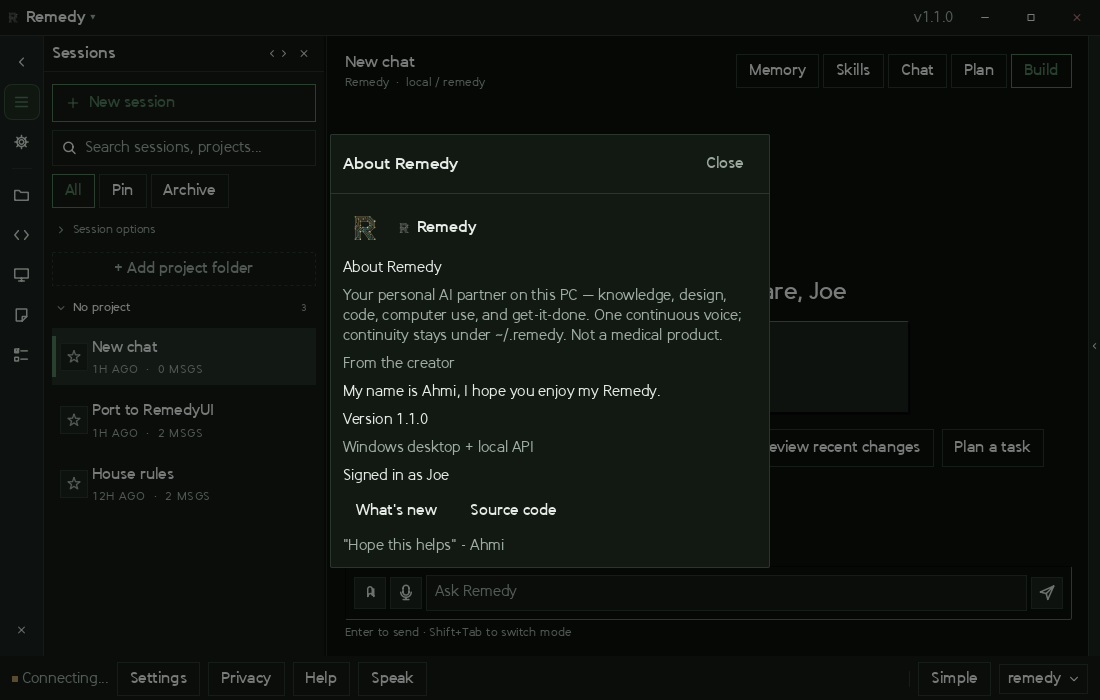 Remedy
v1.1.0
Sessions
New session
Search sessions, projects...
All
Pin
Archive
Session options
+ Add project folder
No project
3
New chat
1H AGO · 0 MSGS
Port to RemedyUI
1H AGO · 2 MSGS
House rules
12H AGO · 2 MSGS
New chat
Remedy · local / remedy
Memory
Skills
Chat
Plan
Build
About Remedy
Close
R Remedy
About Remedy
Your personal AI partner on this PC — knowledge, design,
code, computer use, and get-it-done. One continuous voice;
continuity stays under ~/.remedy. Not a medical product.
From the creator
My name is Ahmi, I hope you enjoy my Remedy.
Version 1.1.0
Windows desktop + local API
Signed in as Joe
What's new
Source code
"Hope this helps" - Ahmi
Joe
recent changes
Plan a task
Ask Remedy
Enter to send · Shift+Tab to switch mode
Connecting...
Settings
Privacy
Help
Speak
Simple
remedy